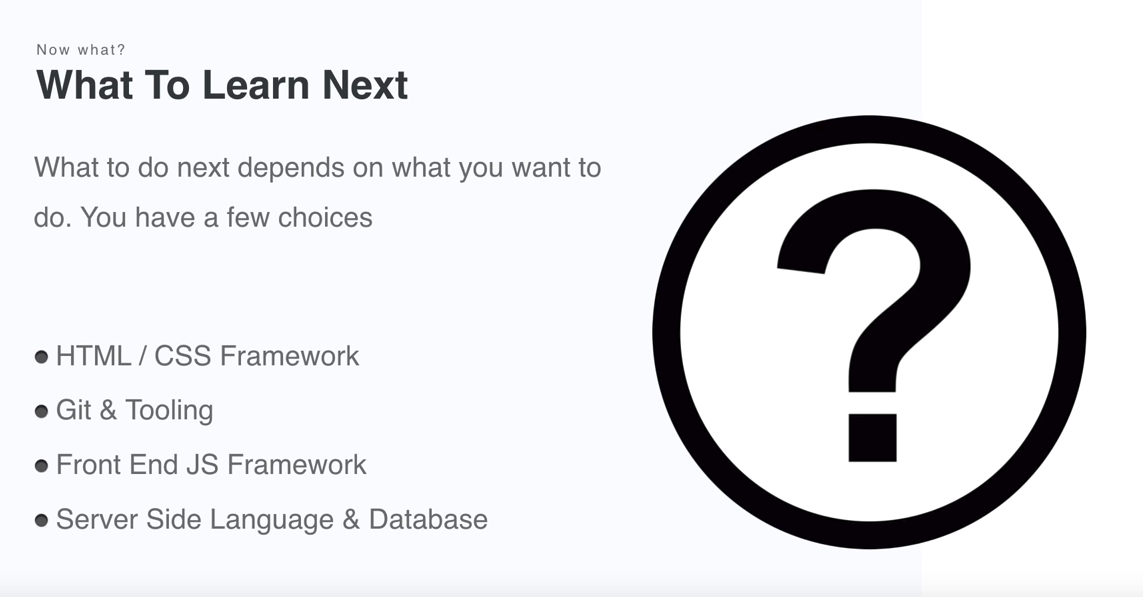 Now what?
What To Learn Next
What to do next depends on what you want to
do. You have a few choices
● HTML / CSS Framework
● Git & Tooling
● Front End JS Framework
● Server Side Language & Database
?